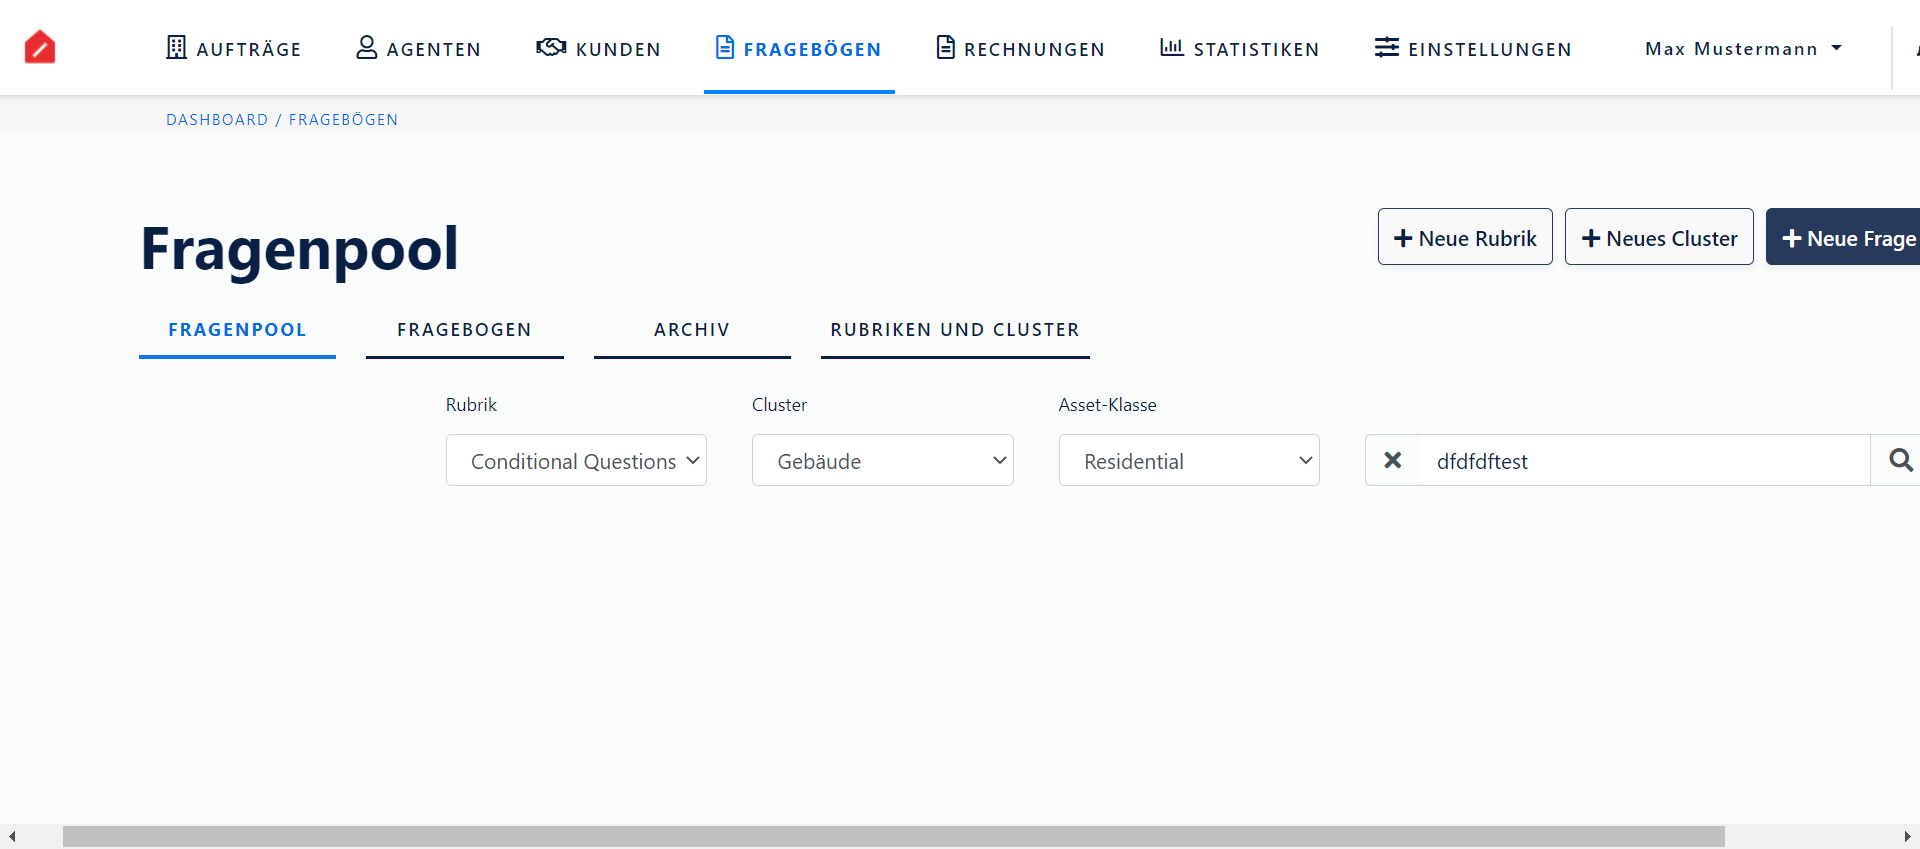 AUFTRÄGE AGENTEN KUNDEN FRAGEBÖGEN RECHNUNGEN STATISTIKEN EINSTELLUNGEN Max Mustermann
DASHBOARD / FRAGEBÖGEN
Fragenpool
Neue Rubrik Neues Cluster Neue Frage
FRAGENPOOL FRAGEBOGEN ARCHIV RUBRIKEN UND CLUSTER
Rubrik Cluster Asset-Klasse
Conditional Questions Gebäude Residential dfdfdftest